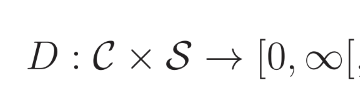 D : 𝒞 × 𝒮 → [0, ∞[,